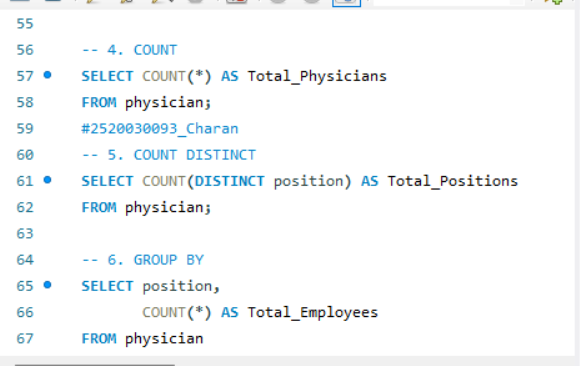 55
56 -- 4. COUNT
57 SELECT COUNT(*) AS Total_Physicians
58 FROM physician;
59 #2520030093_Charan
60 -- 5. COUNT DISTINCT
61 SELECT COUNT(DISTINCT position) AS Total_Positions
62 FROM physician;
63
64 -- 6. GROUP BY
65 SELECT position,
66 COUNT(*) AS Total_Employees
67 FROM physician